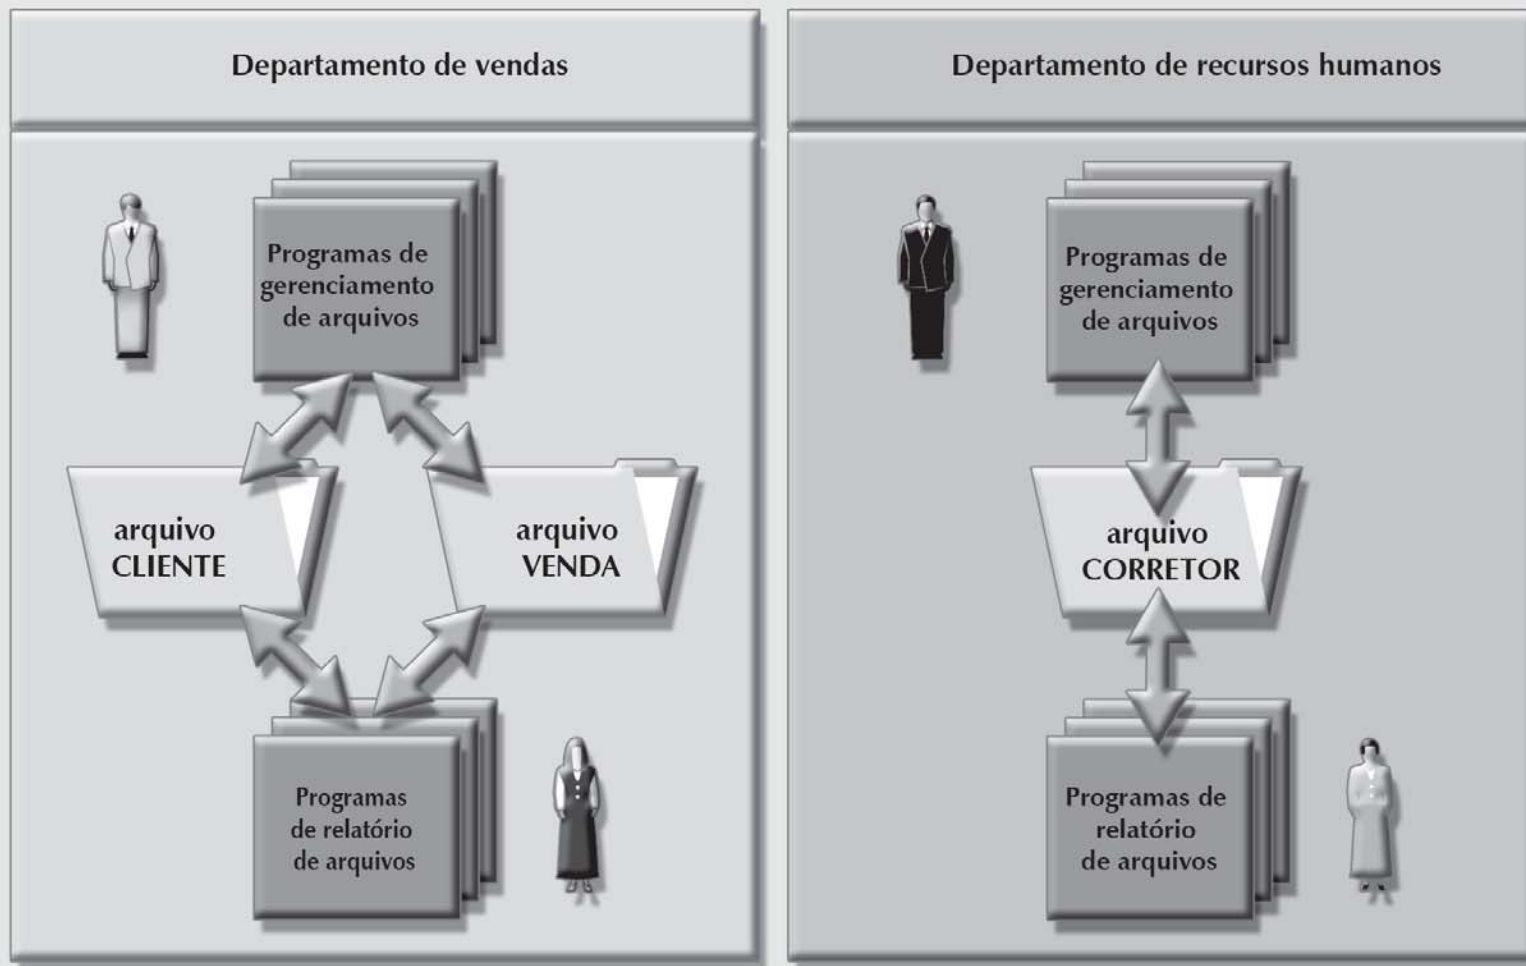 Departamento de vendas
Programas de
gerenciamento
de arquivos
arquivo
CLIENTE
arquivo
VENDA
Programas
de relatório
de arquivos
Departamento de recursos humanos
Programas de
gerenciamento
de arquivos
arquivo
CORRETOR
Programas de
relatório
de arquivos